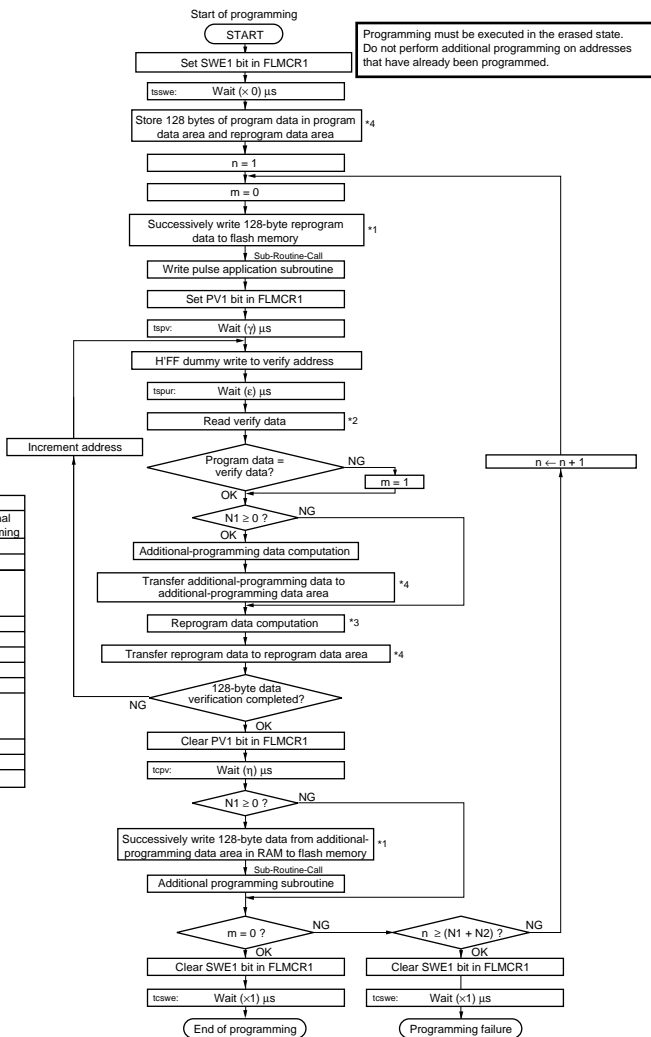 Start of programming
START
Programming must be executed in the erased state.
Do not perform additional programming on addresses
that have already been programmed.
Set SWE1 bit in FLMCR1
tsswe: Wait (× 0) μs
Store 128 bytes of program data in program
data area and reprogram data area
*4
n = 1
m = 0
Successively write 128-byte reprogram
data to flash memory
*1
Sub-Routine-Call
Write pulse application subroutine
Set PV1 bit in FLMCR1
tspv: Wait (γ) μs
H'FF dummy write to verify address
tspur: Wait (ε) μs
Read verify data *2
Increment address
Program data =
verify data?
NG
m = 1
n ← n + 1
OK
N1 ≥ 0 ?
NG
OK
Additional-programming data computation
Transfer additional-programming data to
additional-programming data area
*4
Reprogram data computation *3
Transfer reprogram data to reprogram data area *4
128-byte data
verification completed?
NG
OK
Clear PV1 bit in FLMCR1
tcpv: Wait (η) μs
N1 ≥ 0 ?
NG
Successively write 128-byte data from additional-
programming data area in RAM to flash memory
*1
Sub-Routine-Call
Additional programming subroutine
m = 0 ?
NG
n ≥ (N1 + N2) ?
NG
OK
OK
Clear SWE1 bit in FLMCR1
Clear SWE1 bit in FLMCR1
tcswe: Wait (×1) μs
tcswe: Wait (×1) μs
End of programming
Programming failure